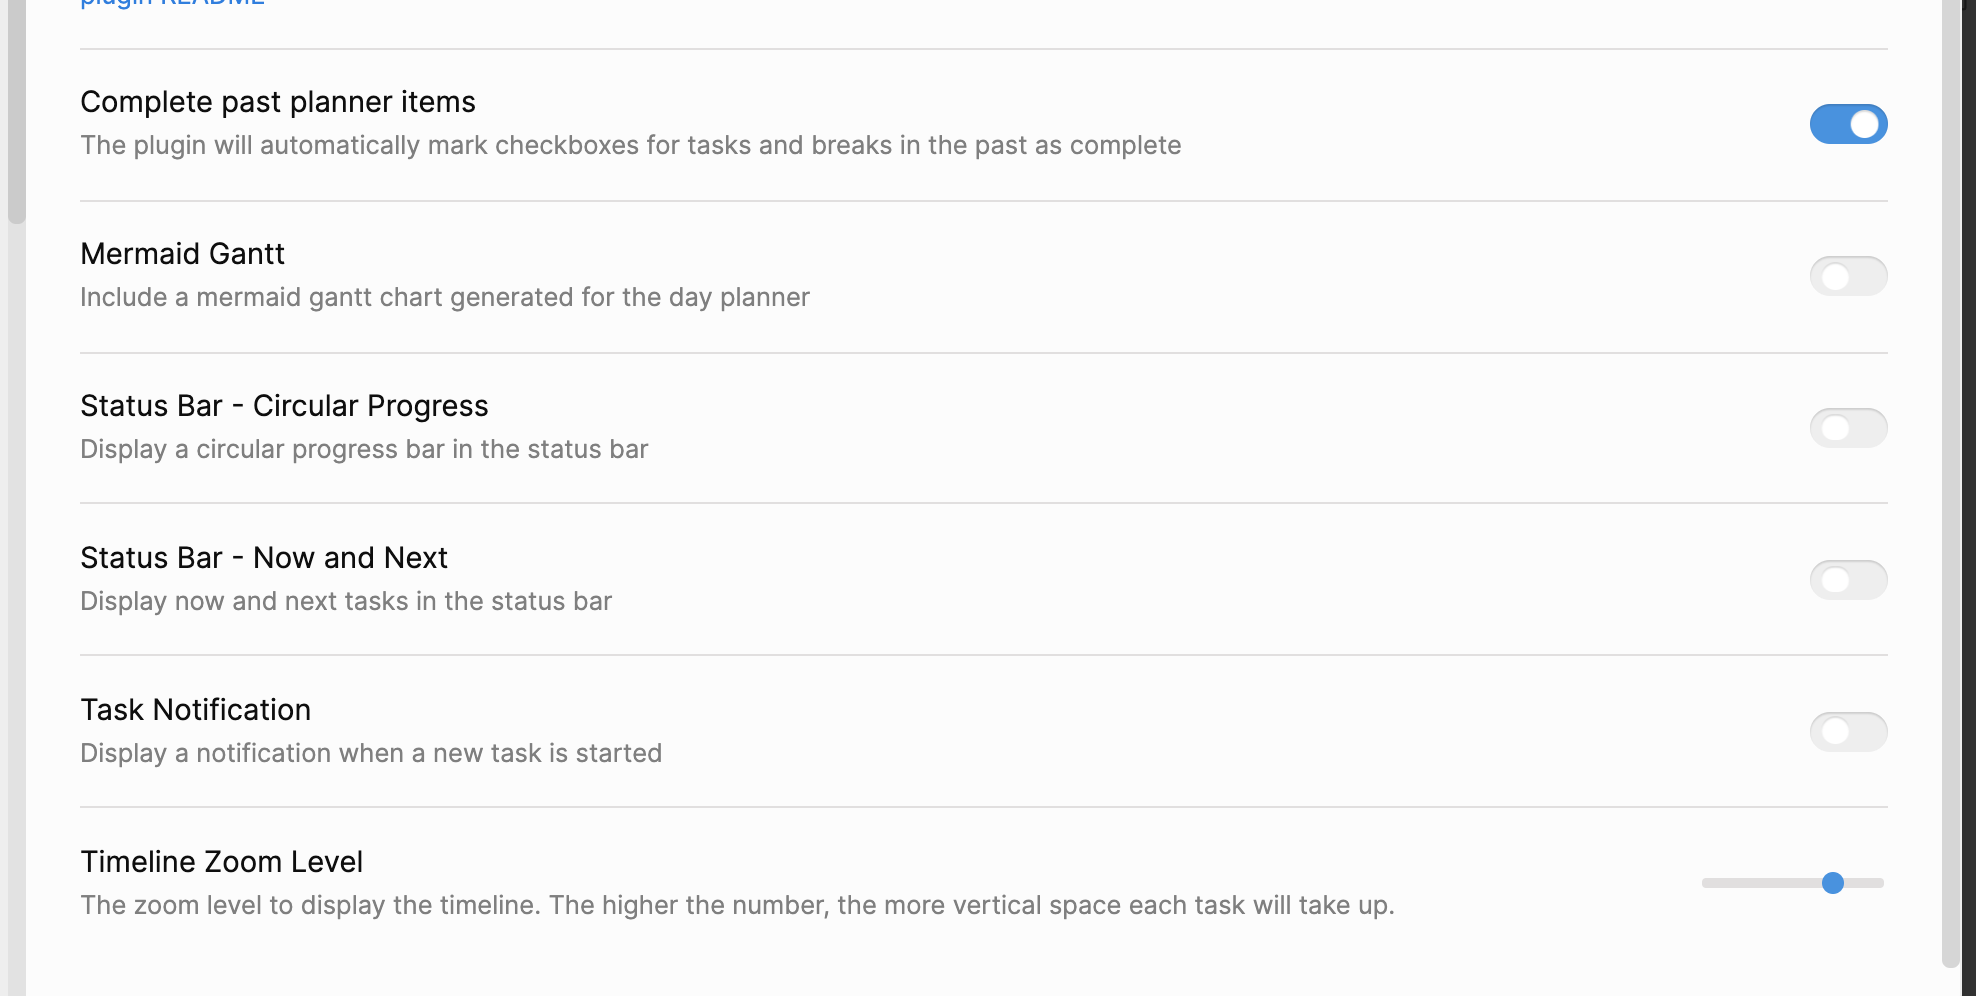 plugin README
Complete past planner items
The plugin will automatically mark checkboxes for tasks and breaks in the past as complete
Mermaid Gantt
Include a mermaid gantt chart generated for the day planner
Status Bar - Circular Progress
Display a circular progress bar in the status bar
Status Bar - Now and Next
Display now and next tasks in the status bar
Task Notification
Display a notification when a new task is started
Timeline Zoom Level
The zoom level to display the timeline. The higher the number, the more vertical space each task will take up.